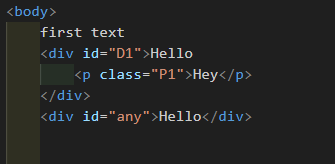 <body>
first text
<div id="D1">Hello
<p class="P1">Hey</p>
</div>
<div id="any">Hello</div>